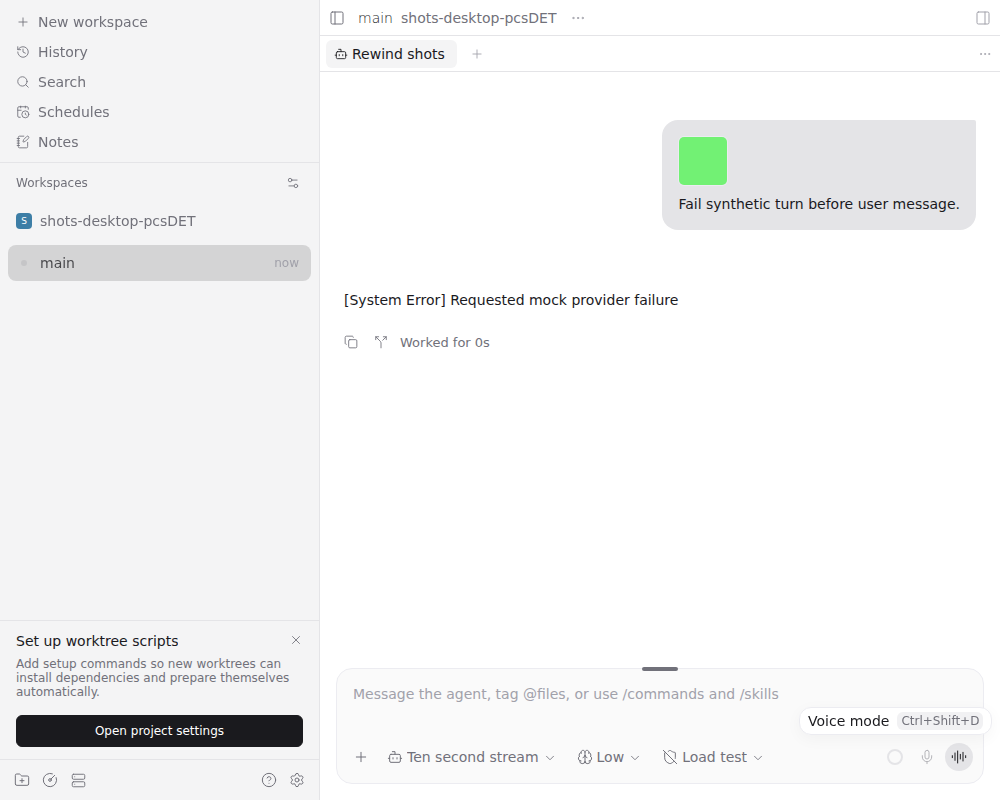 New workspace
History
Search
Schedules
Notes
Workspaces
S
shots-desktop-pcsDET
main
now
Set up worktree scripts
Add setup commands so new worktrees can
install dependencies and prepare themselves
automatically.
Open project settings
main shots-desktop-pcsDET
Rewind shots
Fail synthetic turn before user message.
[System Error] Requested mock provider failure
Worked for 0s
Message the agent, tag @files, or use /commands and /skills
Voice mode Ctrl+Shift+D
Ten second stream
Low
Load test